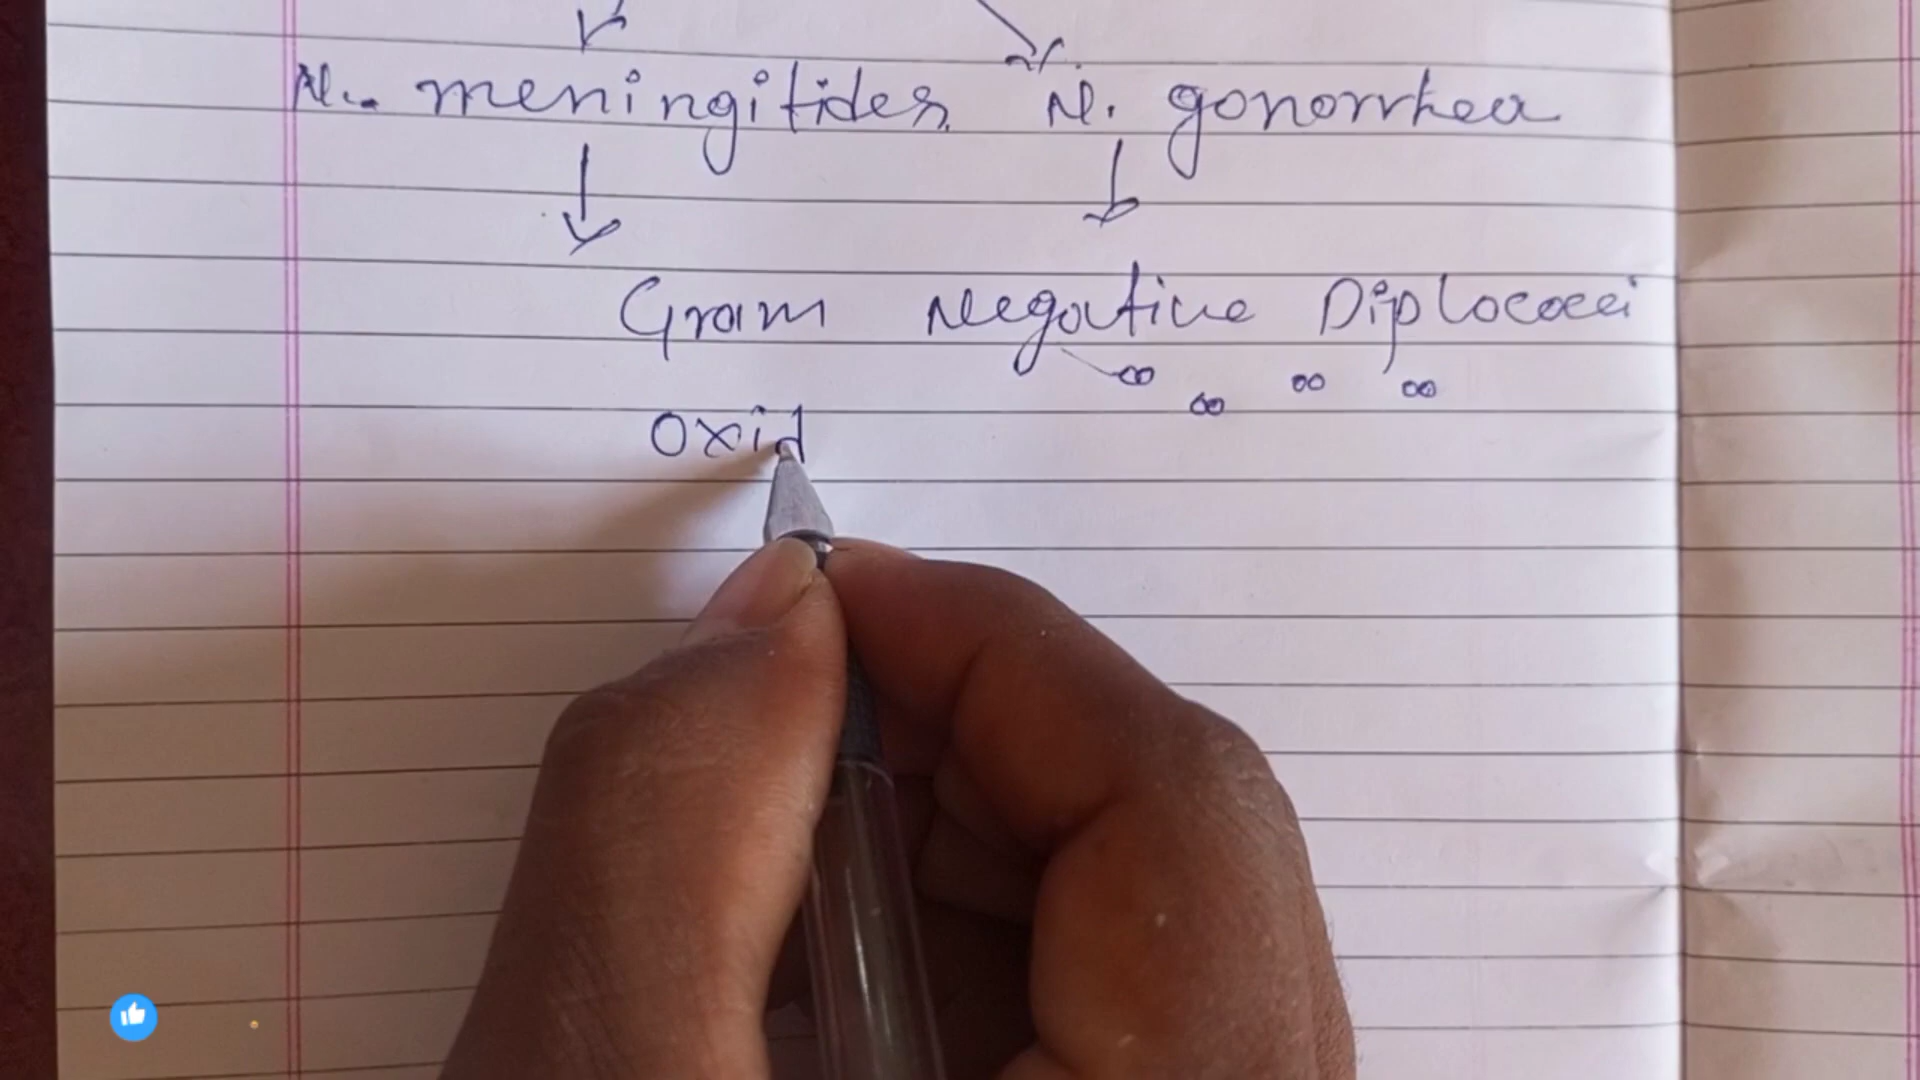 N. meningitides N. gonorrhea
Gram Negative Diplococci
Oxid